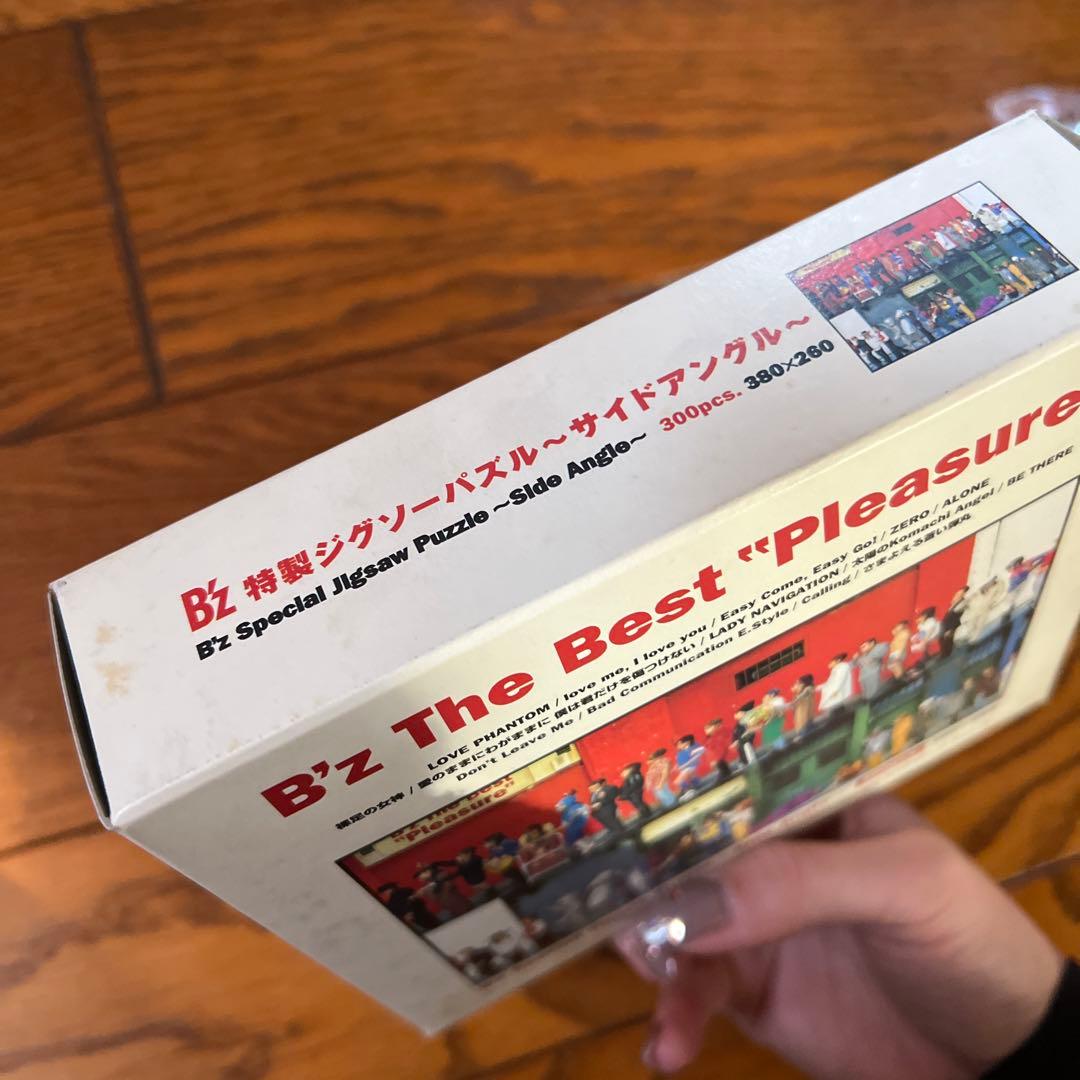 B'z 特製ジグソーパズル～サイドアングル～
B'z Special Jigsaw Puzzle ~Side Angle~ 300pcs. 380×260
B'z The Best "Pleasure
LOVE PHANTOM / love me, I love you / Easy Come, Easy Go! / ZERO / ALONE
裸足の女神 / 愛のままにわがままに 僕は君だけを傷つけない / LADY NAVIGATION / 太陽のKomachi Angel / BE THERE
Don't Leave Me / Bad Communication E.Style / Calling / さまよえる蒼い弾丸
B'z The Best
"Pleasure"